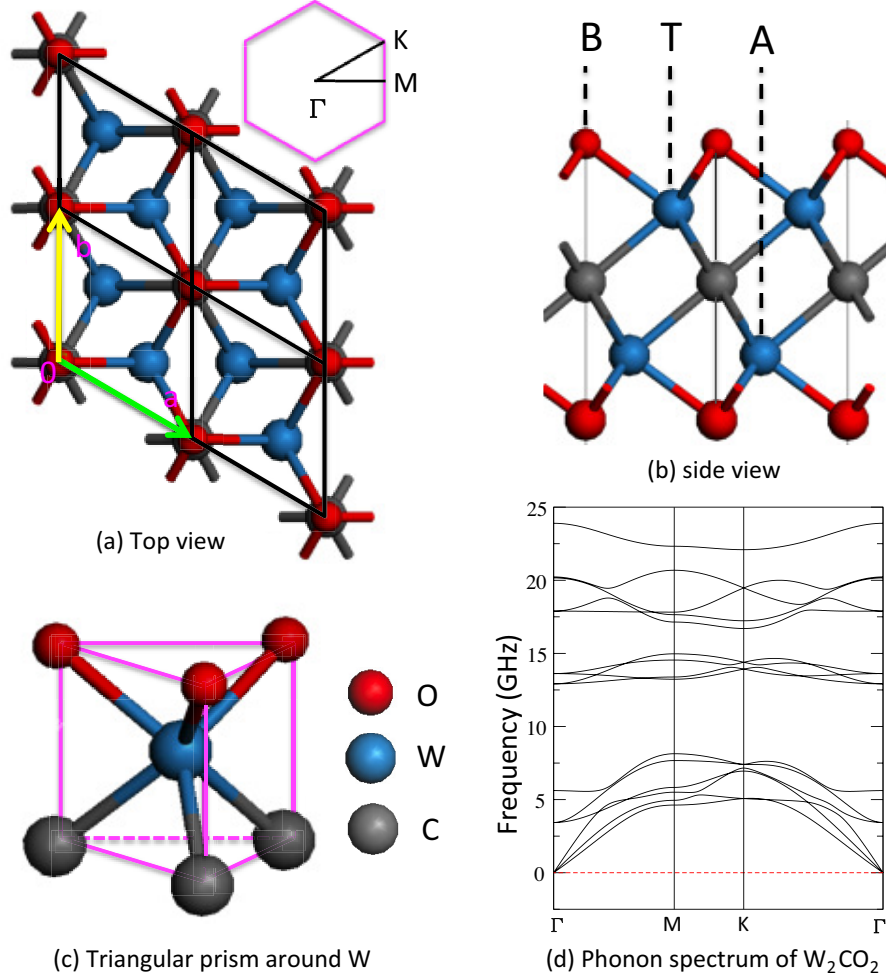 K
M
Γ
b
0
a
(a) Top view
B T A
(b) side view
O
W
C
(c) Triangular prism around W
25
20
15
10
5
0
Frequency (GHz)
Γ M K Γ
(d) Phonon spectrum of W₂CO₂